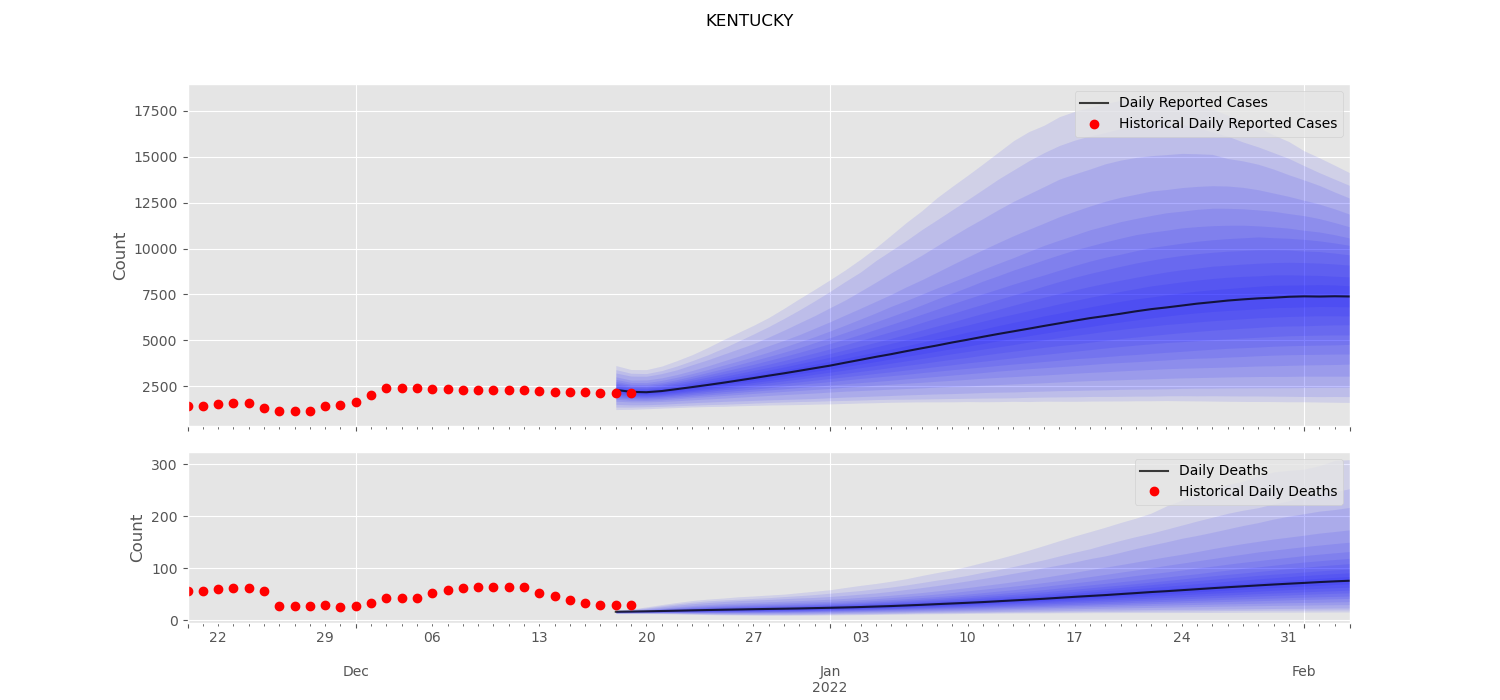 KENTUCKY
17500
15000
12500
10000
7500
5000
2500
Count
Daily Reported Cases
Historical Daily Reported Cases
300
200
100
0
Count
Daily Deaths
Historical Daily Deaths
22 29 06 13 20 27 03 10 17 24 31
Dec Jan Feb
2022